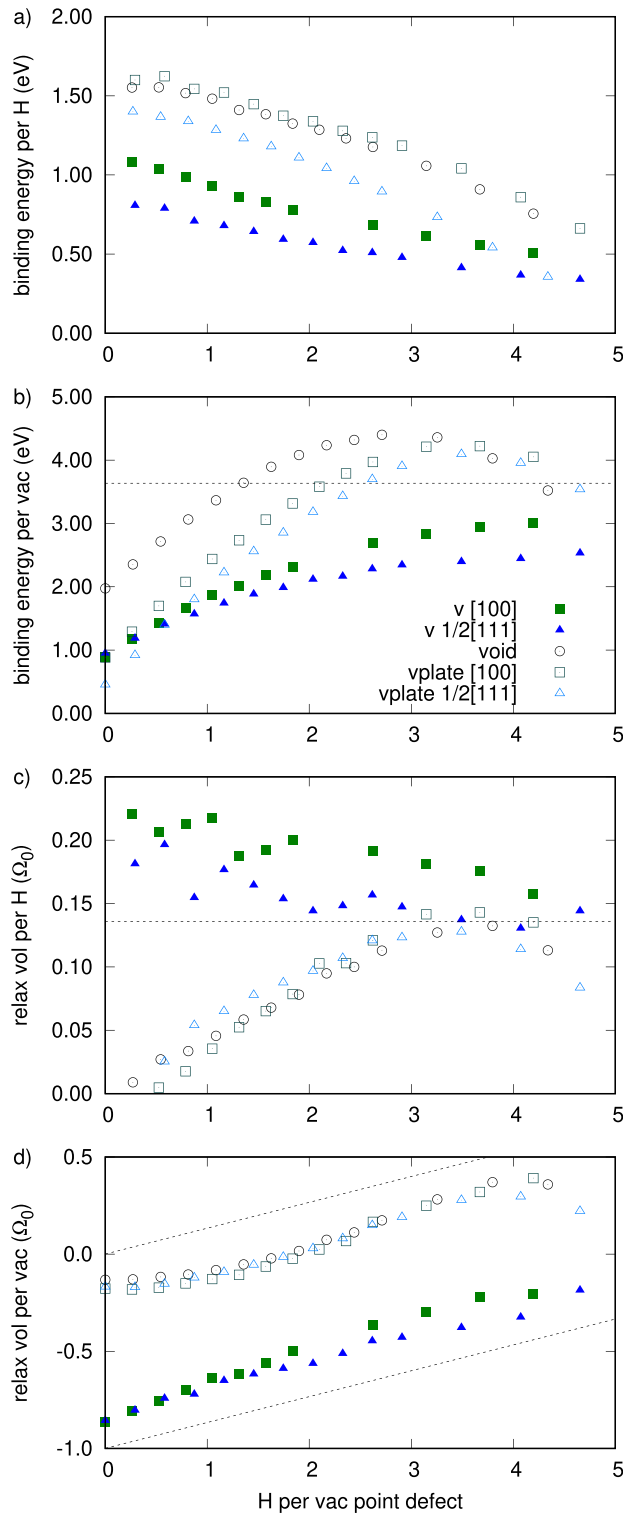 a)
2.00
1.50
1.00
0.50
0.00
binding energy per H (eV)
0 1 2 3 4 5
b)
5.00
4.00
3.00
2.00
1.00
0.00
binding energy per vac (eV)
v [100]
v 1/2[111]
void
vplate [100]
vplate 1/2[111]
0 1 2 3 4 5
c)
0.25
0.20
0.15
0.10
0.05
0.00
relax vol per H (Ω₀)
0 1 2 3 4 5
d)
0.5
0.0
-0.5
-1.0
relax vol per vac (Ω₀)
0 1 2 3 4 5
H per vac point defect